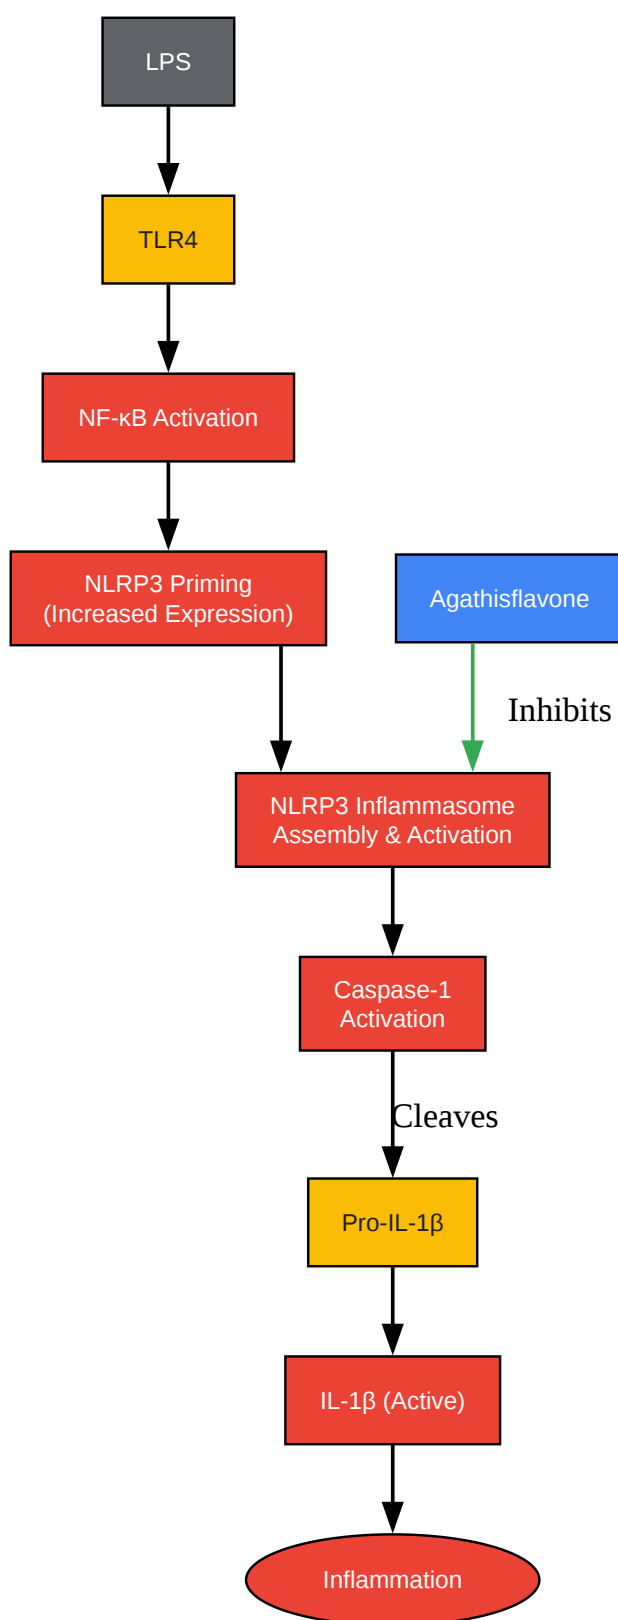 LPS
TLR4
NF-κB Activation
NLRP3 Priming
(Increased Expression)
Agathisflavone
Inhibits
NLRP3 Inflammasome
Assembly & Activation
Caspase-1
Activation
Cleaves
Pro-IL-1β
IL-1β (Active)
Inflammation